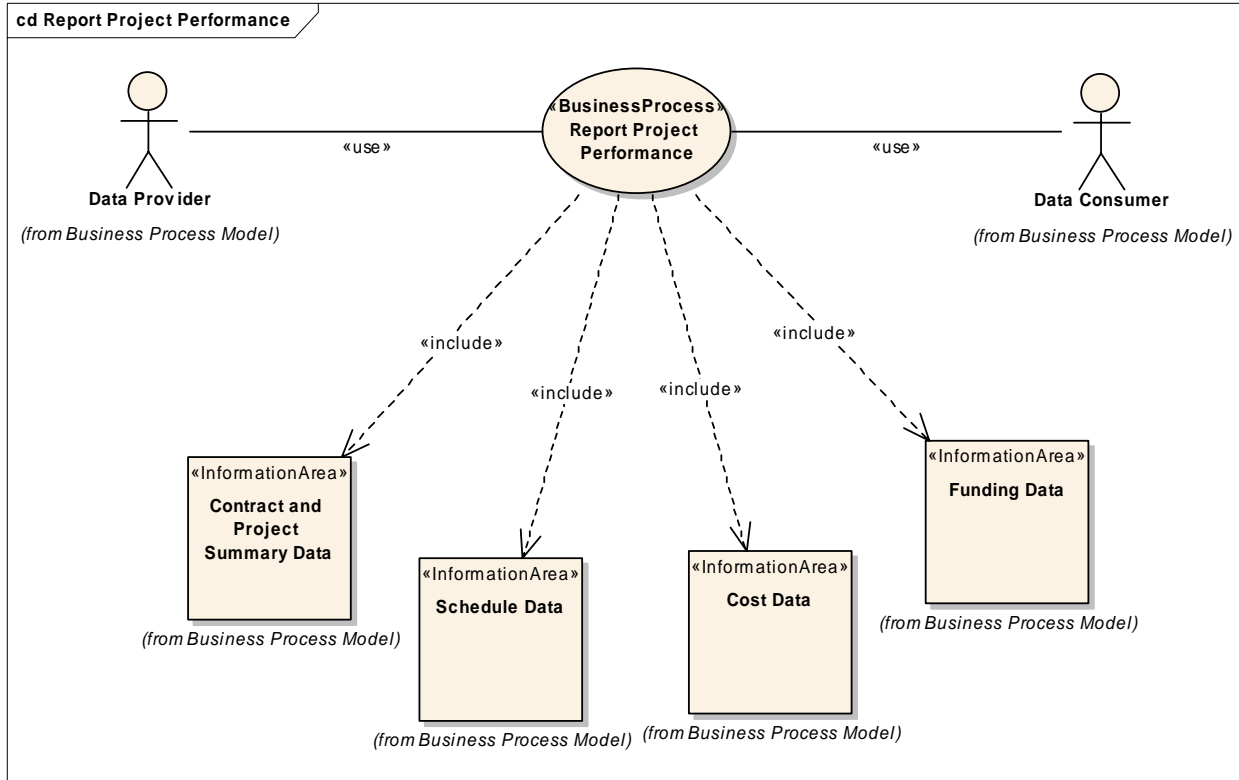 cd Report Project Performance
«BusinessProcess»
Report Project
Performance
«use»
«use»
Data Provider
(from Business Process Model)
Data Consumer
(from Business Process Model)
«include»
«include»
«include»
«include»
«InformationArea»
Contract and
Project
Summary Data
(from Business Process Model)
«InformationArea»
Schedule Data
(from Business Process Model)
«InformationArea»
Cost Data
(from Business Process Model)
«InformationArea»
Funding Data
(from Business Process Model)